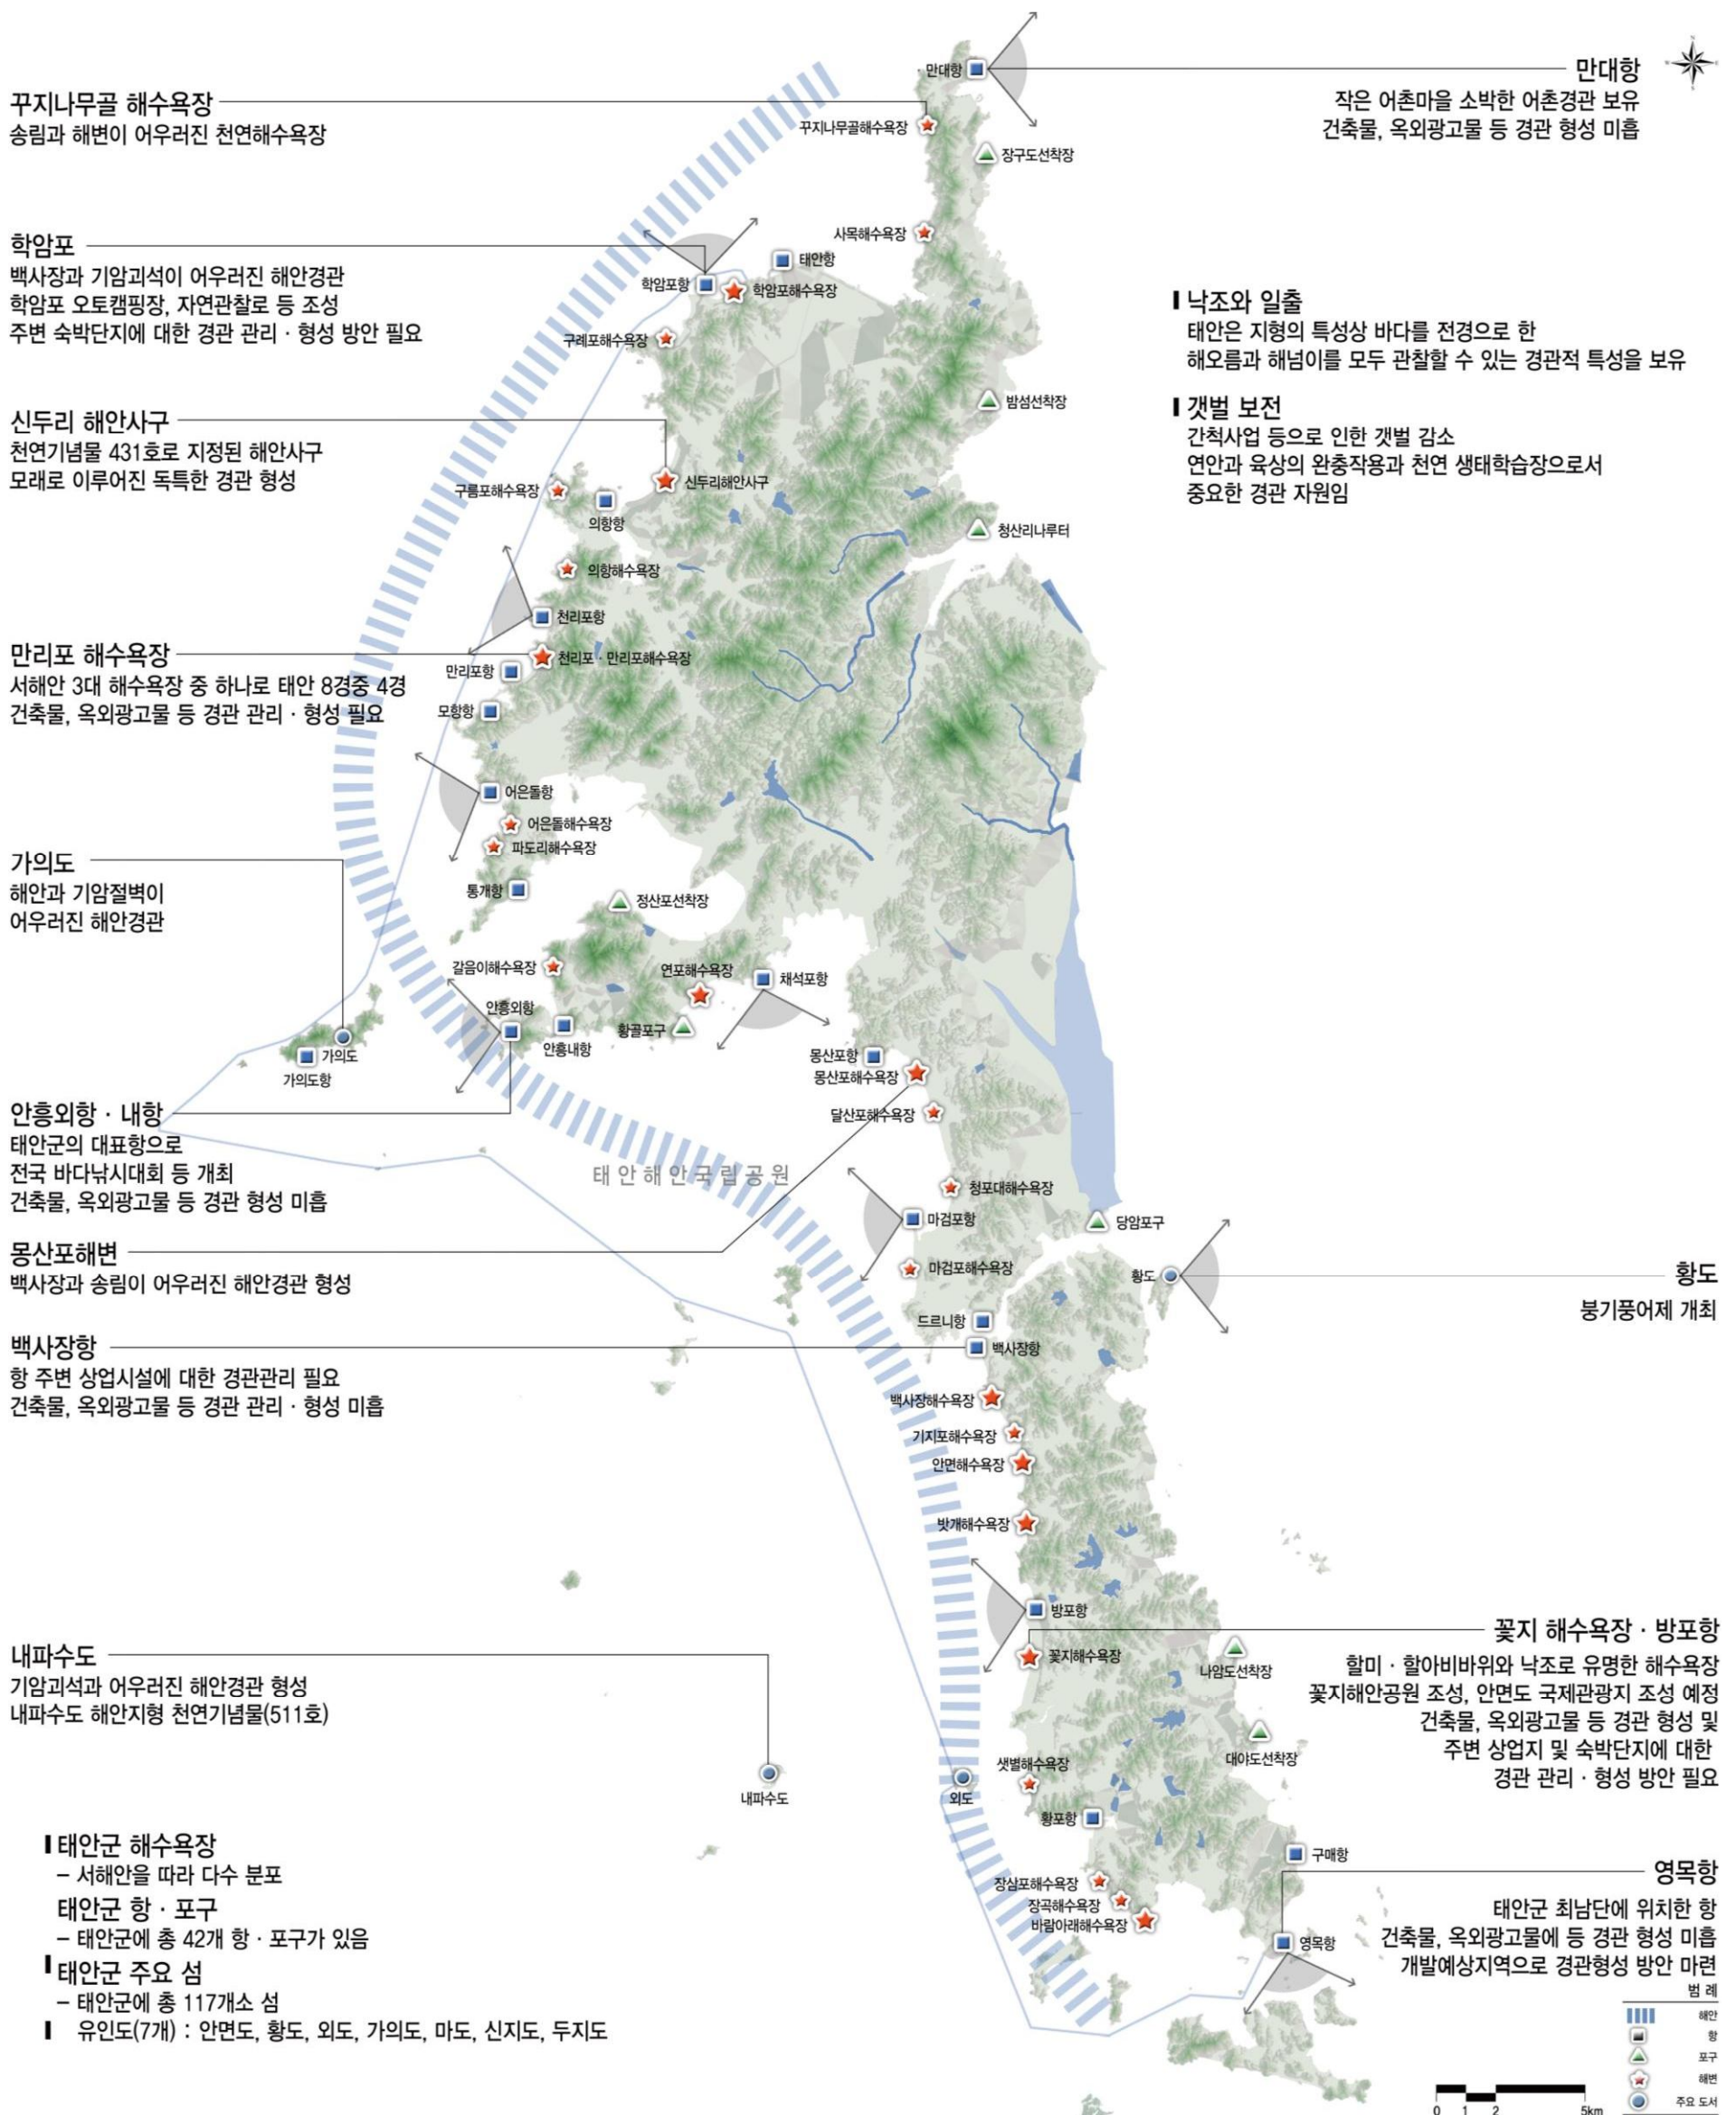 꾸지나무골 해수욕장
송림과 해변이 어우러진 천연해수욕장
학암포
백사장과 기암괴석이 어우러진 해안경관
학암포 오토캠핑장, 자연관찰로 등 조성
주변 숙박단지에 대한 경관 관리 · 형성 방안 필요
신두리 해안사구
천연기념물 431호로 지정된 해안사구
모래로 이루어진 독특한 경관 형성
만리포 해수욕장
서해안 3대 해수욕장 중 하나로 태안 8경중 4경
건축물, 옥외광고물 등 경관 관리 · 형성 필요
가의도
해안과 기암절벽이
어우러진 해안경관
안흥외항 · 내항
태안군의 대표항으로
전국 바다낚시대회 등 개최
건축물, 옥외광고물 등 경관 형성 미흡
몽산포해변
백사장과 송림이 어우러진 해안경관 형성
백사장항
항 주변 상업시설에 대한 경관관리 필요
건축물, 옥외광고물 등 경관 관리 · 형성 미흡
내파수도
기암괴석과 어우러진 해안경관 형성
내파수도 해안지형 천연기념물(511호)
태안군 해수욕장
– 서해안을 따라 다수 분포
태안군 항 · 포구
– 태안군에 총 42개 항 · 포구가 있음
태안군 주요 섬
– 태안군에 총 117개소 섬
유인도(7개) : 안면도, 황도, 외도, 가의도, 마도, 신지도, 두지도
만대항
꾸지나무골해수욕장
장구도선착장
사목해수욕장
태안항
학암포항
학암포해수욕장
구례포해수욕장
밤섬선착장
신두리해안사구
구름포해수욕장
의항항
청산리나루터
의항해수욕장
천리포항
천리포 · 만리포해수욕장
만리포항
모항항
어은돌항
어은돌해수욕장
파도리해수욕장
통개항
정산포선착장
갈음이해수욕장
연포해수욕장
채석포항
안흥외항
안흥내항
황골포구
가의도
가의도항
몽산포항
몽산포해수욕장
달산포해수욕장
태안해안국립공원
청포대해수욕장
마검포항
당암포구
마검포해수욕장
황도
드르니항
백사장항
백사장해수욕장
기지포해수욕장
안면해수욕장
밧개해수욕장
방포항
꽃지해수욕장
나암도선착장
대야도선착장
샛별해수욕장
내파수도
외도
황포항
구매항
장삼포해수욕장
장곡해수욕장
바람아래해수욕장
영목항
만대항
작은 어촌마을 소박한 어촌경관 보유
건축물, 옥외광고물 등 경관 형성 미흡
낙조와 일출
태안은 지형의 특성상 바다를 전경으로 한
해오름과 해넘이를 모두 관찰할 수 있는 경관적 특성을 보유
갯벌 보전
간척사업 등으로 인한 갯벌 감소
연안과 육상의 완충작용과 천연 생태학습장으로서
중요한 경관 자원임
황도
붕기풍어제 개최
꽃지 해수욕장 · 방포항
할미 · 할아비바위와 낙조로 유명한 해수욕장
꽃지해안공원 조성, 안면도 국제관광지 조성 예정
건축물, 옥외광고물 등 경관 형성 및
주변 상업지 및 숙박단지에 대한
경관 관리 · 형성 방안 필요
영목항
태안군 최남단에 위치한 항
건축물, 옥외광고물에 등 경관 형성 미흡
개발예상지역으로 경관형성 방안 마련
범 례
해안
항
포구
해변
주요 도서
0 1 2 5km